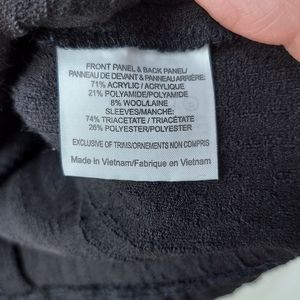 FRONT PANEL & BACK PANEL/
PANNEAU DE DEVANT & PANNEAU ARRIÈRE:
71% ACRYLIC / ACRYLIQUE
21% POLYAMIDE/POLYAMIDE
8% WOOL/LAINE
SLEEVES/MANCHE:
74% TRIACETATE / TRIACÉTATE
26% POLYESTER/POLYESTER
EXCLUSIVE OF TRIMS/ORNEMENTS NON COMPRIS
Made in Vietnam/Fabrique en Vietnam